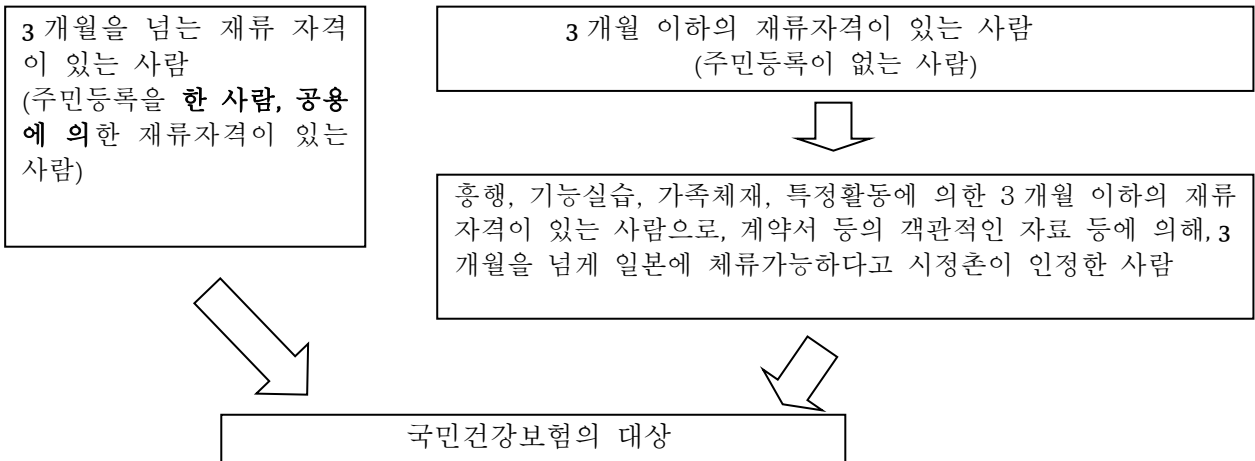 3개월을 넘는 재류 자격
이 있는 사람
(주민등록을 한 사람, 공용
에 의한 재류자격이 있는
사람)
3개월 이하의 재류자격이 있는 사람
(주민등록이 없는 사람)
흥행, 기능실습, 가족체재, 특정활동에 의한 3개월 이하의 재류
자격이 있는 사람으로, 계약서 등의 객관적인 자료 등에 의해, 3
개월을 넘게 일본에 체류가능하다고 시정촌이 인정한 사람
국민건강보험의 대상